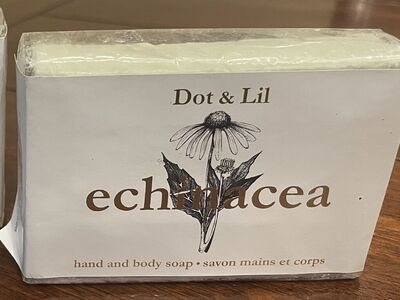 Dot & Lil
echinacea
hand and body soap • savon mains et corps